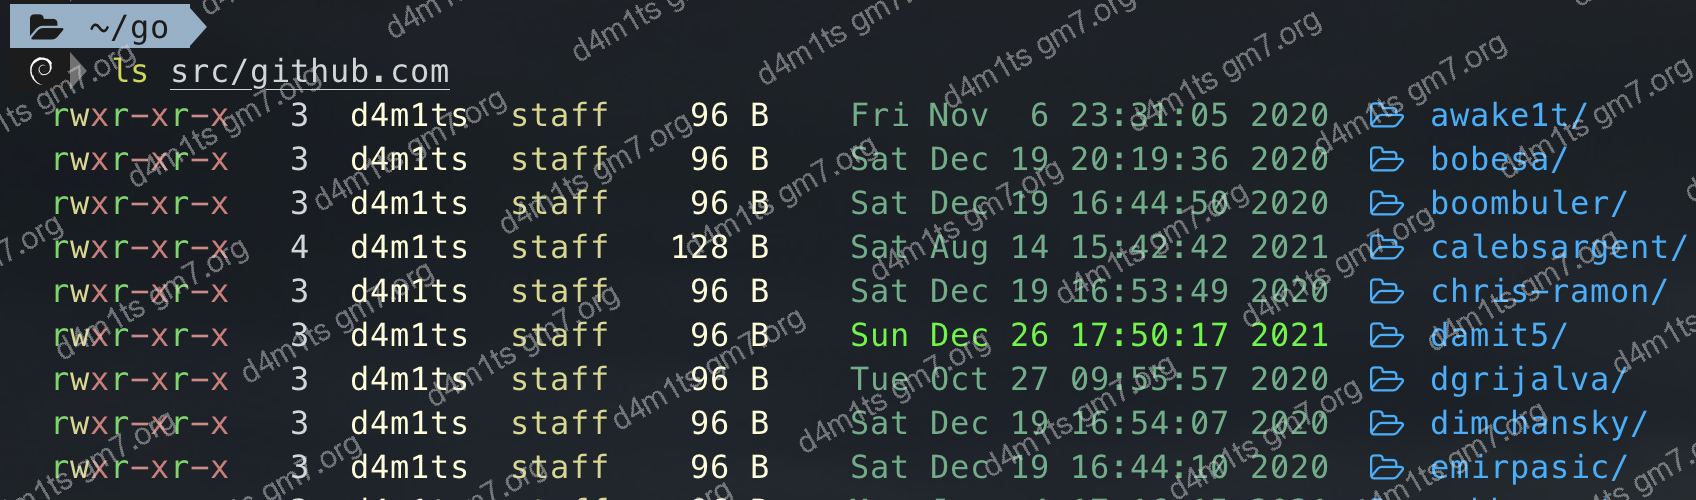 ~/go
ls src/github.com
rwxr-xr-x 3 d4m1ts staff 96 B Fri Nov 6 23:31:05 2020 awake1t/
rwxr-xr-x 3 d4m1ts staff 96 B Sat Dec 19 20:19:36 2020 bobesa/
rwxr-xr-x 3 d4m1ts staff 96 B Sat Dec 19 16:44:50 2020 boombuler/
rwxr-xr-x 4 d4m1ts staff 128 B Sat Aug 14 15:42:42 2021 calebsargent/
rwxr-xr-x 3 d4m1ts staff 96 B Sat Dec 19 16:53:49 2020 chris-ramon/
rwxr-xr-x 3 d4m1ts staff 96 B Sun Dec 26 17:50:17 2021 damit5/
rwxr-xr-x 3 d4m1ts staff 96 B Tue Oct 27 09:55:57 2020 dgrijalva/
rwxr-xr-x 3 d4m1ts staff 96 B Sat Dec 19 16:54:07 2020 dimchansky/
rwxr-xr-x 3 d4m1ts staff 96 B Sat Dec 19 16:44:10 2020 emirpasic/
d4m1ts gm7.org